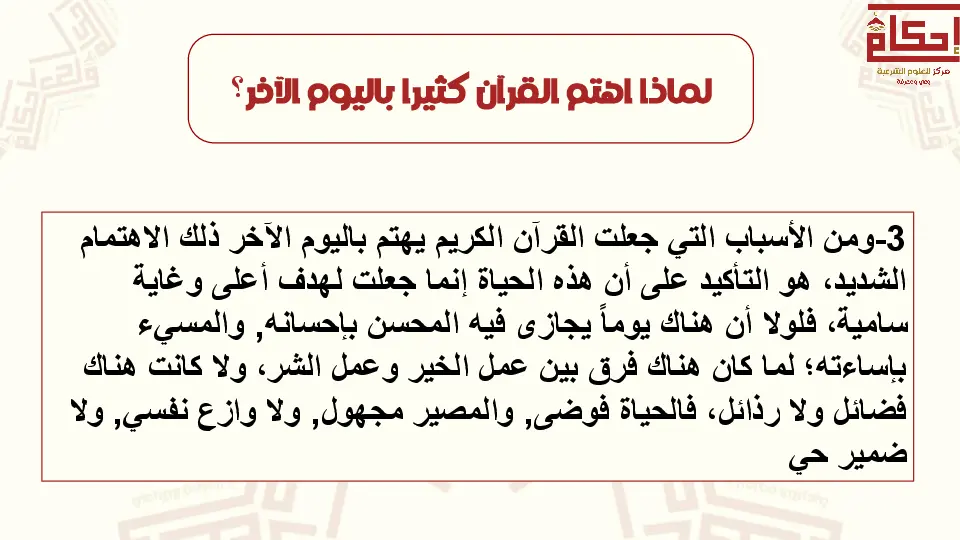 إحكام
مركز للعلوم الشرعية
وعي ومعرفة
لماذا اهتم القرآن كثيرا باليوم الآخر؟
3-ومن الأسباب التي جعلت القرآن الكريم يهتم باليوم الآخر ذلك الاهتمام
الشديد، هو التأكيد على أن هذه الحياة إنما جعلت لهدف أعلى وغاية
سامية، فلولا أن هناك يوماً يجازى فيه المحسن بإحسانه, والمسيء
بإساءته؛ لما كان هناك فرق بين عمل الخير وعمل الشر، ولا كانت هناك
فضائل ولا رذائل، فالحياة فوضى, والمصير مجهول, ولا وازع نفسي, ولا
ضمير حي